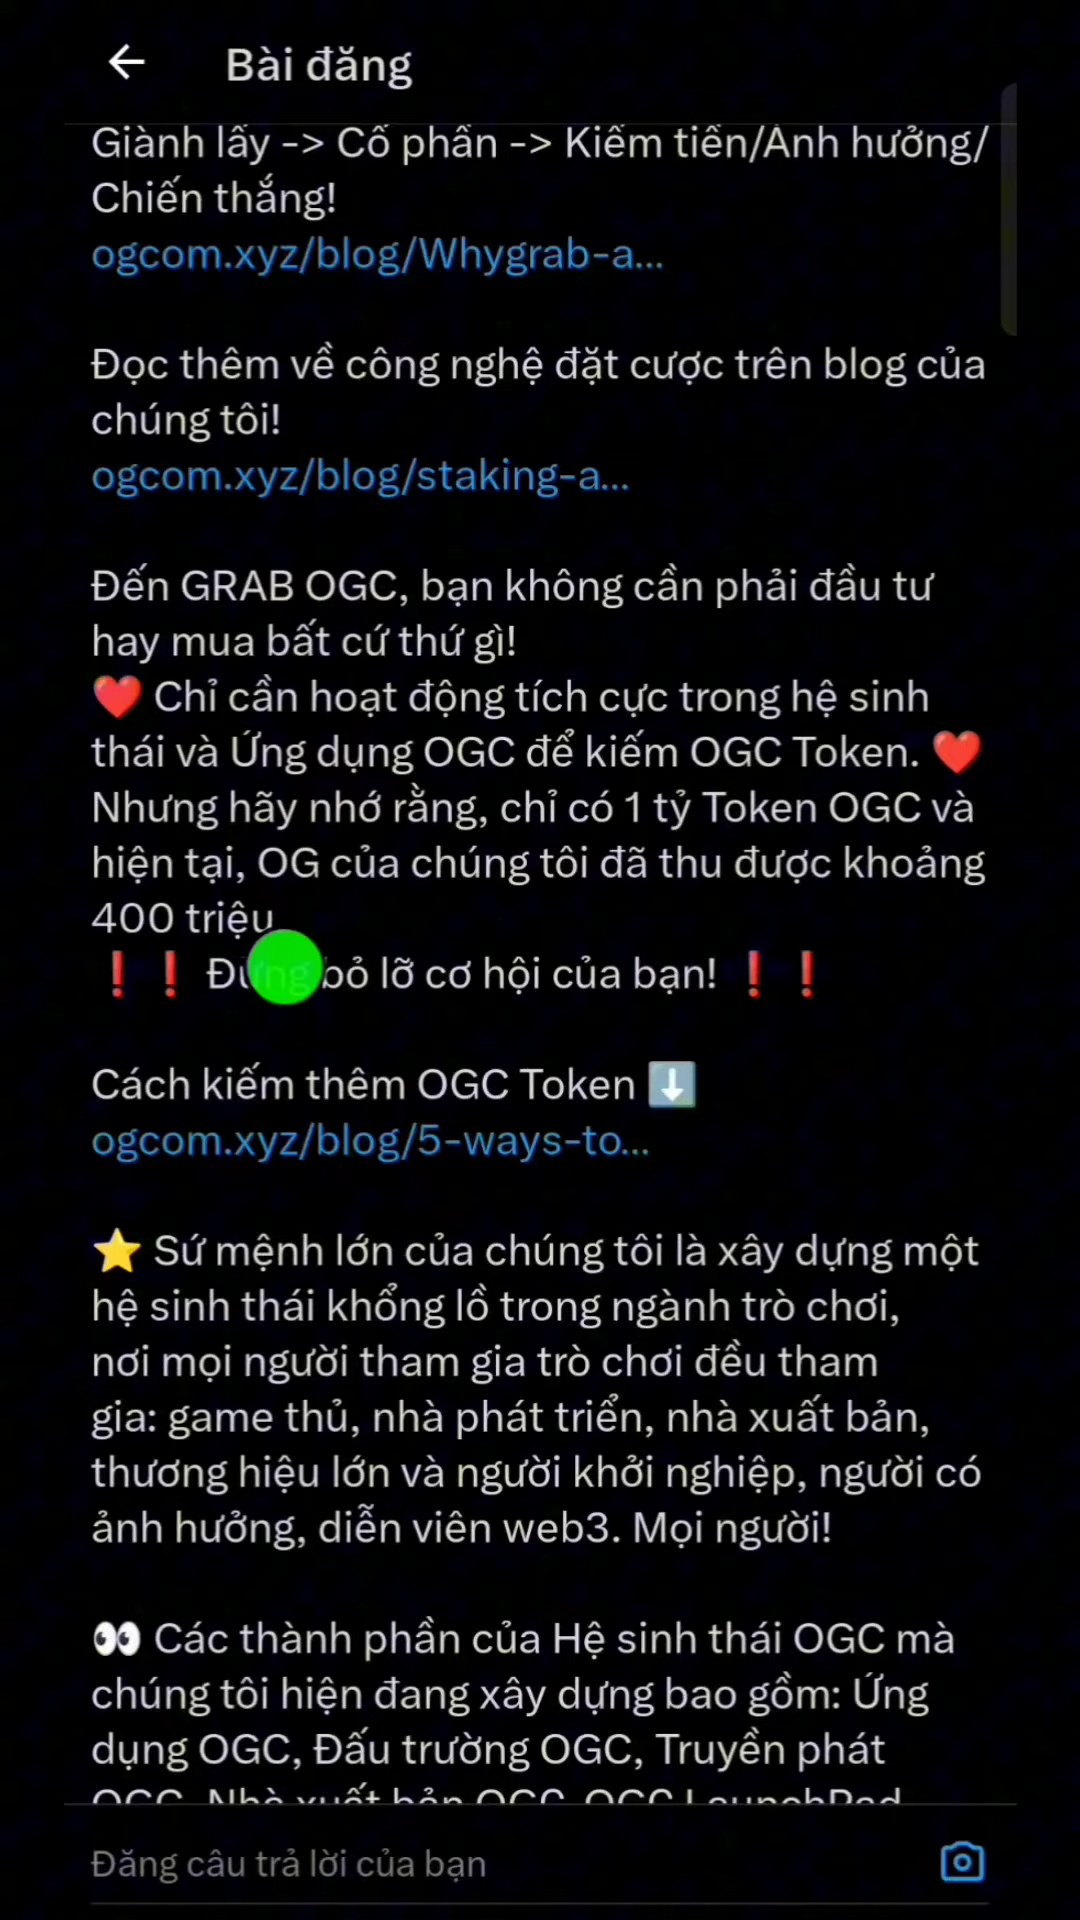 Bài đăng
Giành lấy -> Cổ phần -> Kiếm tiền/Ảnh hưởng/
Chiến thắng!
ogcom.xyz/blog/Whygrab-a...
Đọc thêm về công nghệ đặt cược trên blog của
chúng tôi!
ogcom.xyz/blog/staking-a...
Đến GRAB OGC, bạn không cần phải đầu tư
hay mua bất cứ thứ gì!
❤️ Chỉ cần hoạt động tích cực trong hệ sinh
thái và Ứng dụng OGC để kiếm OGC Token. ❤️
Nhưng hãy nhớ rằng, chỉ có 1 tỷ Token OGC và
hiện tại, OG của chúng tôi đã thu được khoảng
400 triệu
❗ ❗ Đừng bỏ lỡ cơ hội của bạn! ❗ ❗
Cách kiếm thêm OGC Token ⬇️
ogcom.xyz/blog/5-ways-to...
⭐ Sứ mệnh lớn của chúng tôi là xây dựng một
hệ sinh thái khổng lồ trong ngành trò chơi,
nơi mọi người tham gia trò chơi đều tham
gia: game thủ, nhà phát triển, nhà xuất bản,
thương hiệu lớn và người khởi nghiệp, người có
ảnh hưởng, diễn viên web3. Mọi người!
👀 Các thành phần của Hệ sinh thái OGC mà
chúng tôi hiện đang xây dựng bao gồm: Ứng
dụng OGC, Đấu trường OGC, Truyền phát
OGC, Nhà xuất bản OGC, OGC LaunchPad
Đăng câu trả lời của bạn